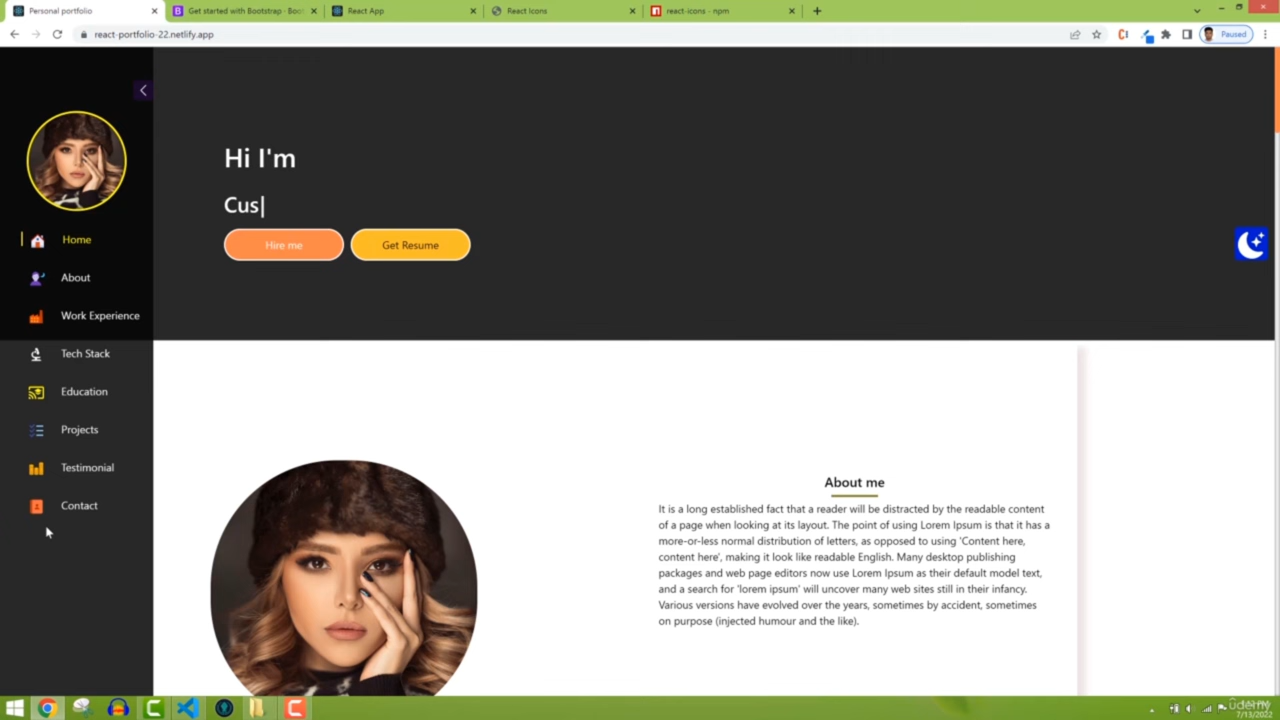 Personal portfolio
Get started with Bootstrap · Boo
React App
React Icons
react-icons - npm
react-portfolio-22.netlify.app
Paused
Hi I'm
Cus|
Hire me
Get Resume
Home
About
Work Experience
Tech Stack
Education
Projects
Testimonial
Contact
About me
It is a long established fact that a reader will be distracted by the readable content
of a page when looking at its layout. The point of using Lorem Ipsum is that it has a
more-or-less normal distribution of letters, as opposed to using 'Content here,
content here', making it look like readable English. Many desktop publishing
packages and web page editors now use Lorem Ipsum as their default model text,
and a search for 'lorem ipsum' will uncover many web sites still in their infancy.
Various versions have evolved over the years, sometimes by accident, sometimes
on purpose (injected humour and the like).
udemy
7/13/2022